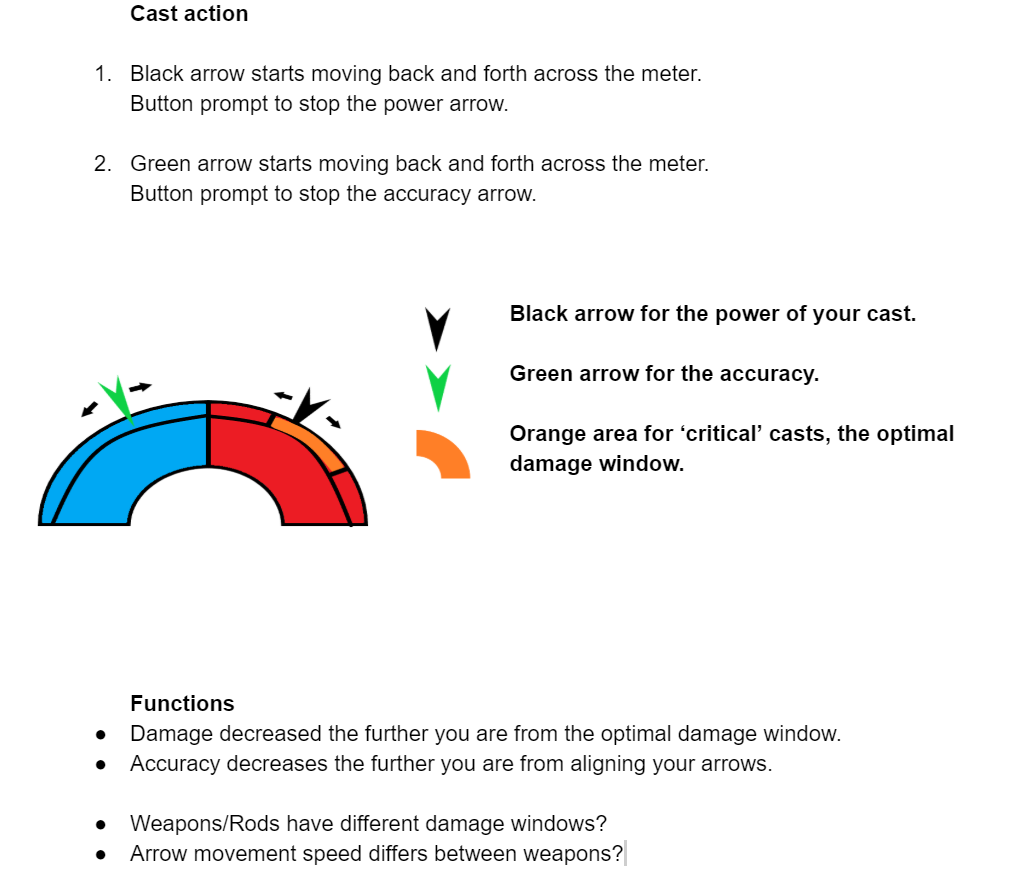 Cast action
1. Black arrow starts moving back and forth across the meter.
Button prompt to stop the power arrow.
2. Green arrow starts moving back and forth across the meter.
Button prompt to stop the accuracy arrow.
Black arrow for the power of your cast.
Green arrow for the accuracy.
Orange area for ‘critical’ casts, the optimal
damage window.
Functions
● Damage decreased the further you are from the optimal damage window.
● Accuracy decreases the further you are from aligning your arrows.
● Weapons/Rods have different damage windows?
● Arrow movement speed differs between weapons?